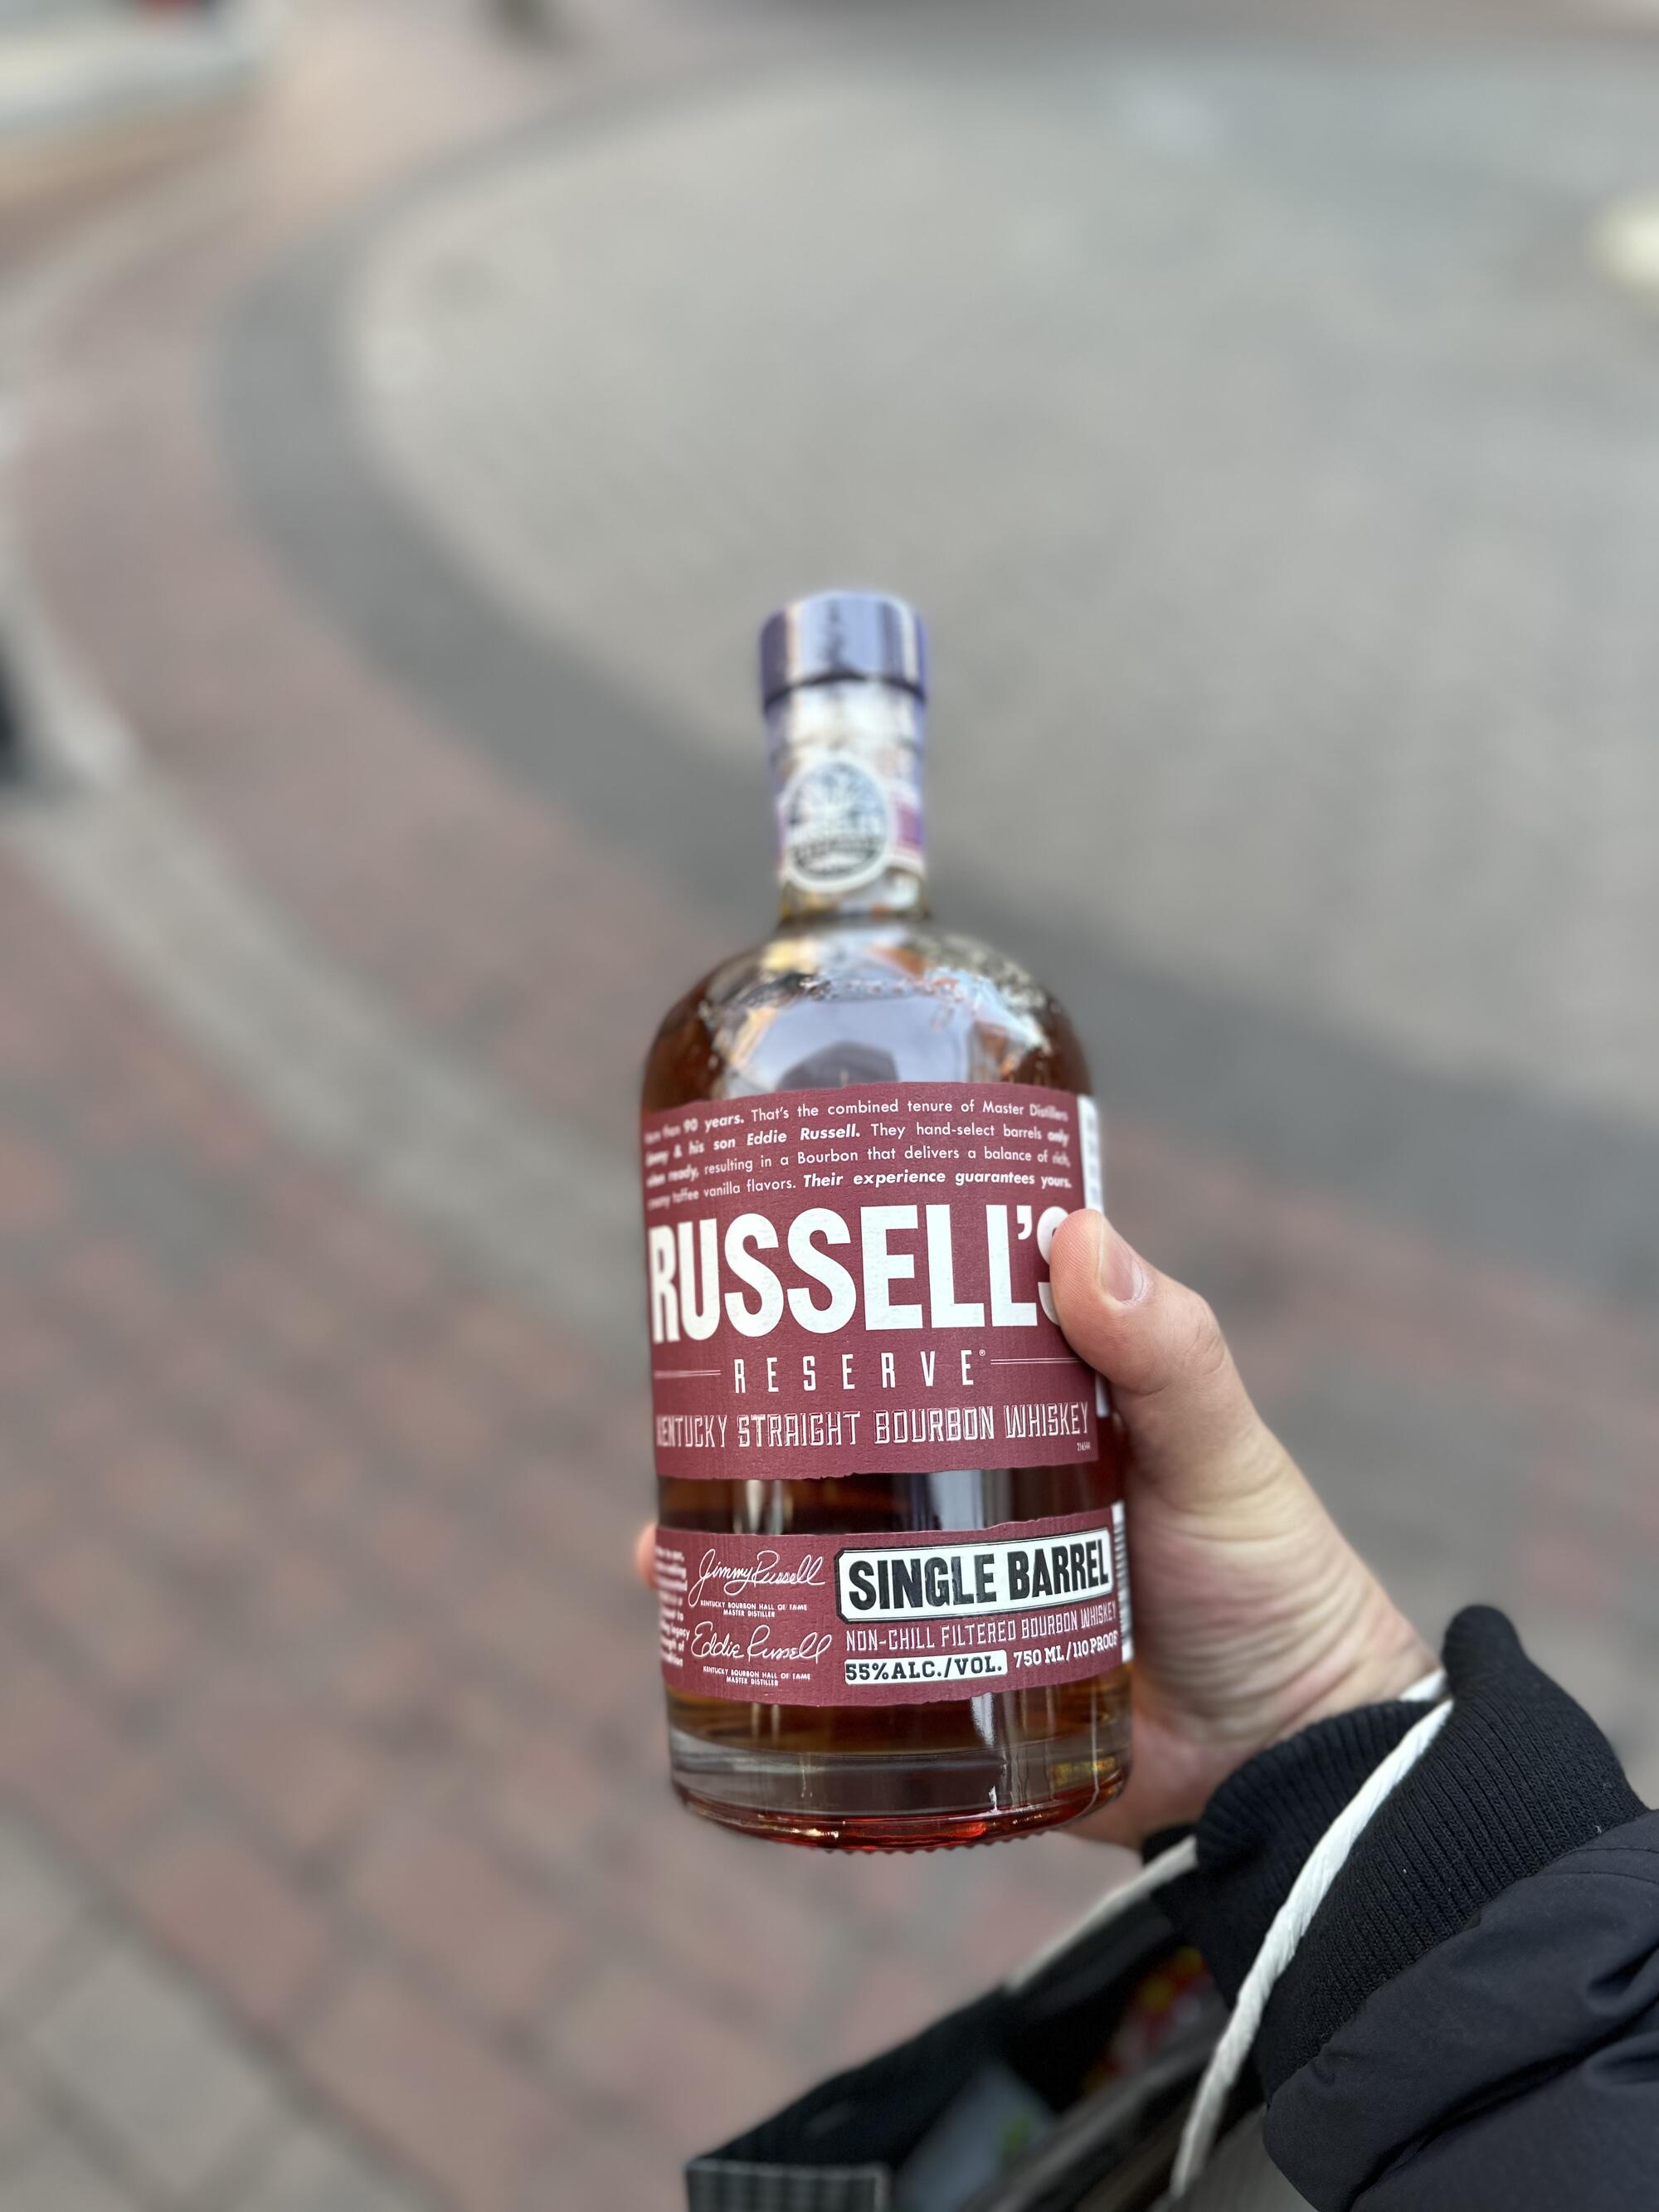 than 90 years. That's the combined tenure of Master Distillers
Jimmy & his son Eddie Russell. They hand-select barrels only
when ready, resulting in a Bourbon that delivers a balance of rich,
creamy toffee vanilla flavors. Their experience guarantees yours.
RUSSELL'S
RESERVE®
KENTUCKY STRAIGHT BOURBON WHISKEY
Jimmy Russell
KENTUCKY BOURBON HALL OF FAME
MASTER DISTILLER
Eddie Russell
KENTUCKY BOURBON HALL OF FAME
MASTER DISTILLER
SINGLE BARREL
NON-CHILL FILTERED BOURBON WHISKEY
55%ALC./VOL. 750 ML/110 PROOF